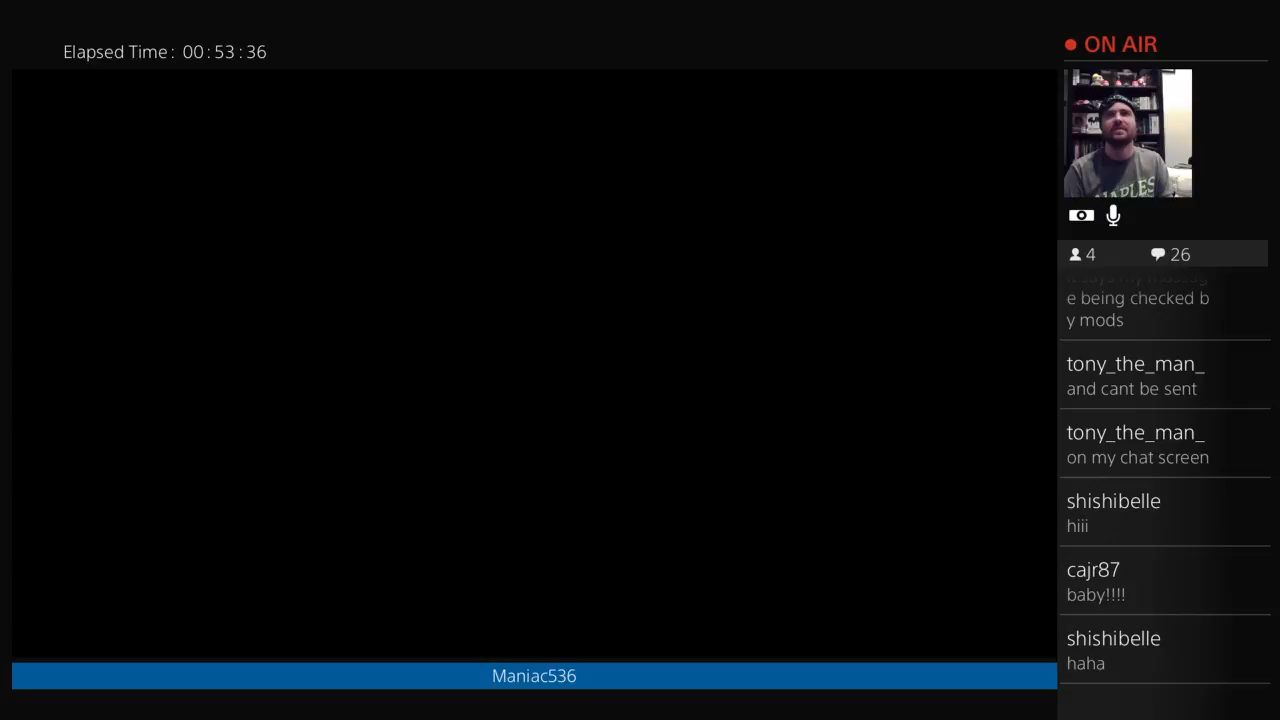 Elapsed Time: 00:53:36
ON AIR
4 26
e being checked b
y mods
tony_the_man_
and cant be sent
tony_the_man_
on my chat screen
shishibelle
hiii
cajr87
baby!!!!
shishibelle
haha
Maniac536